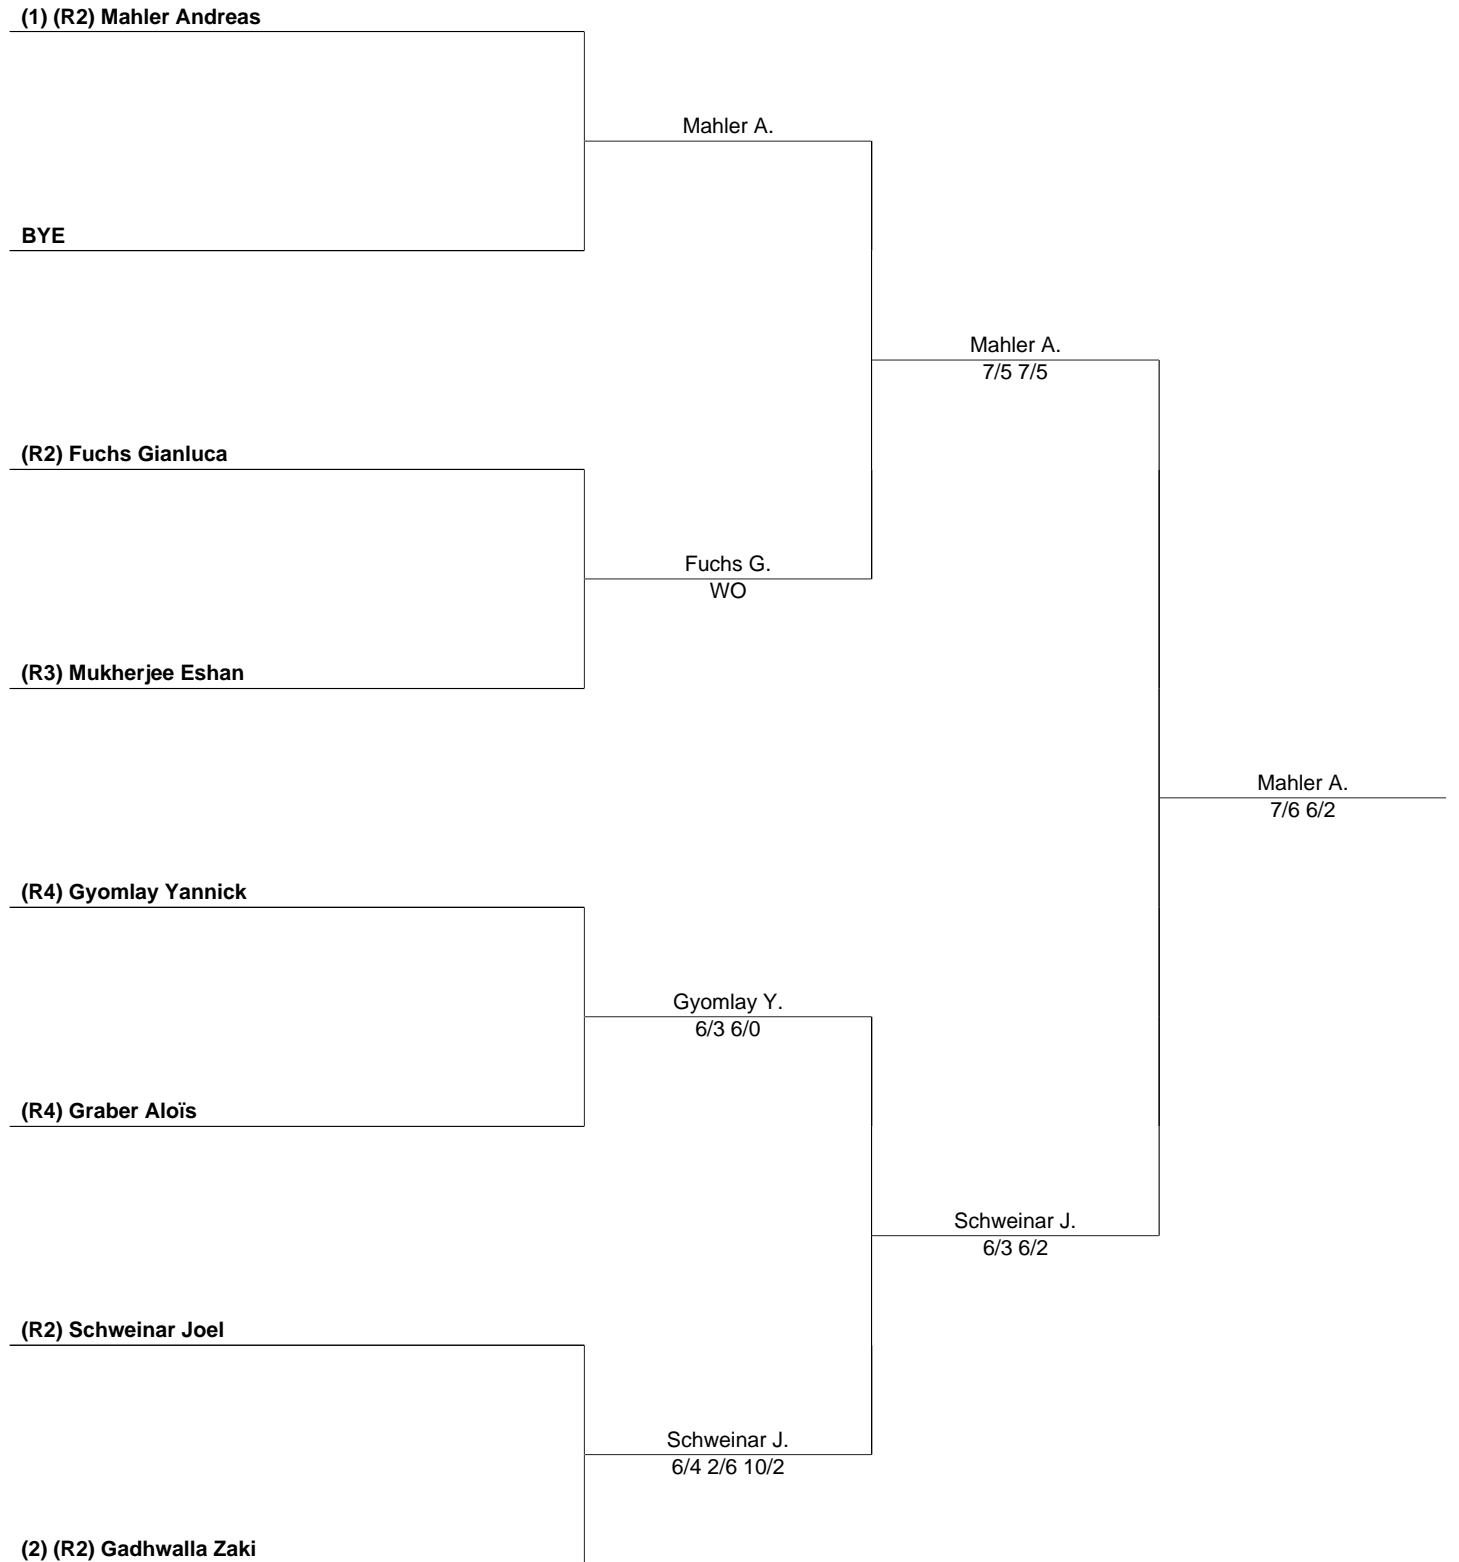 (1) (R2) Mahler Andreas
Mahler A.
BYE
Mahler A.
7/5 7/5
(R2) Fuchs Gianluca
Fuchs G.
WO
(R3) Mukherjee Eshan
Mahler A.
7/6 6/2
(R4) Gyomlay Yannick
Gyomlay Y.
6/3 6/0
(R4) Graber Aloïs
Schweinar J.
6/3 6/2
(R2) Schweinar Joel
Schweinar J.
6/4 2/6 10/2
(2) (R2) Gadhwalla Zaki